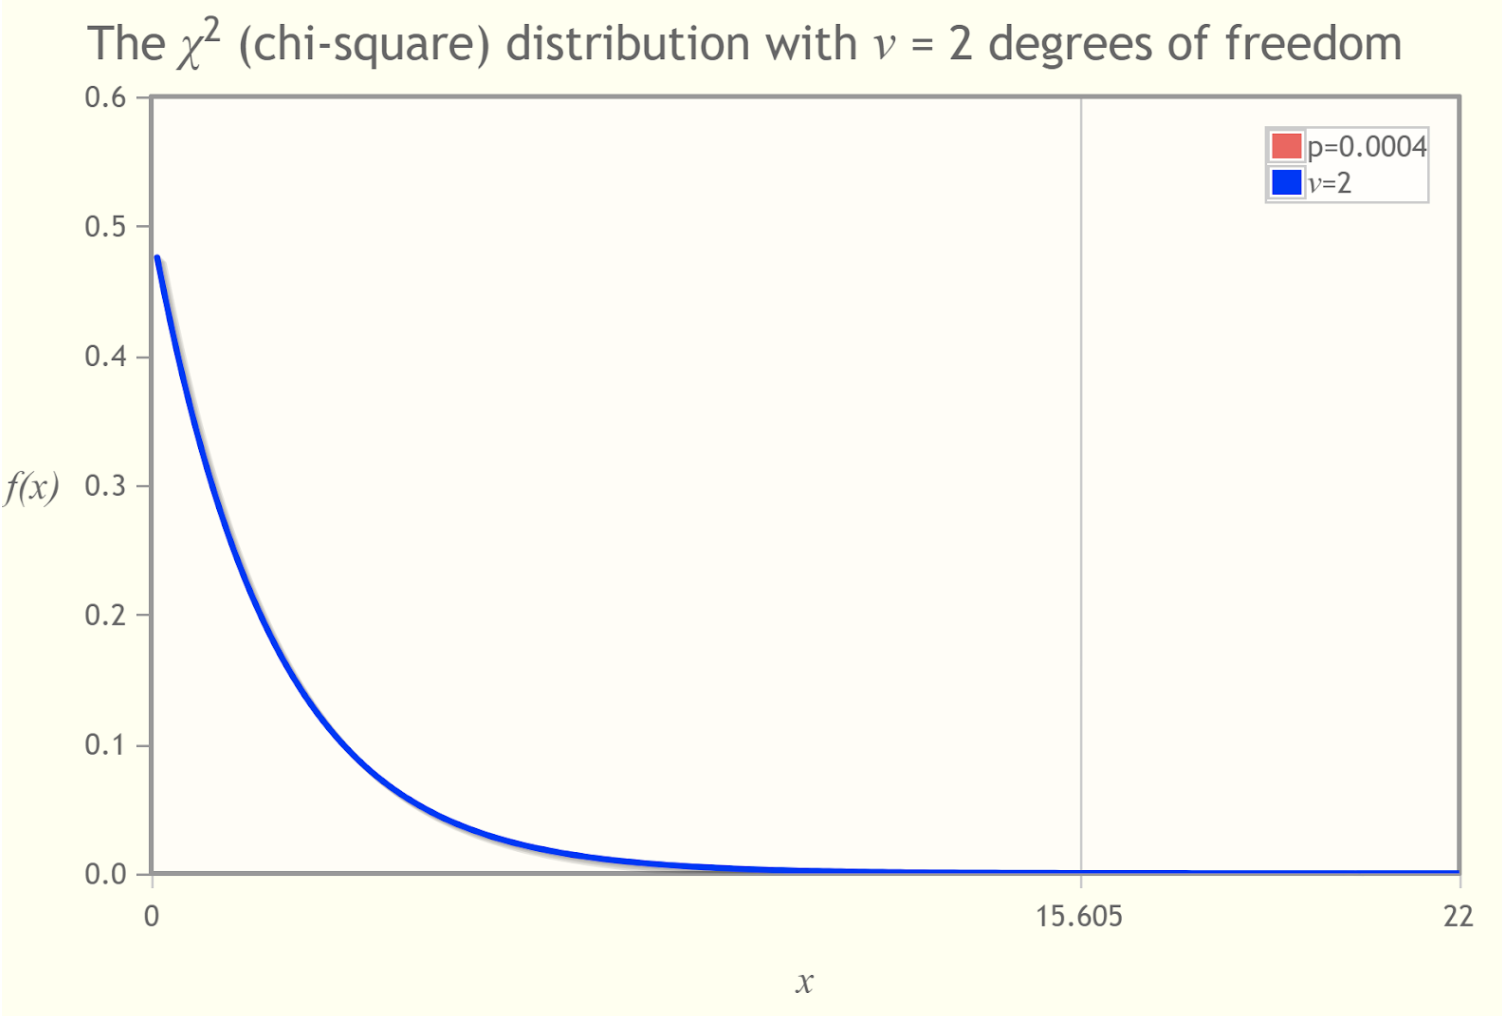 The χ² (chi-square) distribution with ν = 2 degrees of freedom
0.6
p=0.0004
ν=2
0.5
0.4
f(x)
0.3
0.2
0.1
0.0
0
15.605
22
x